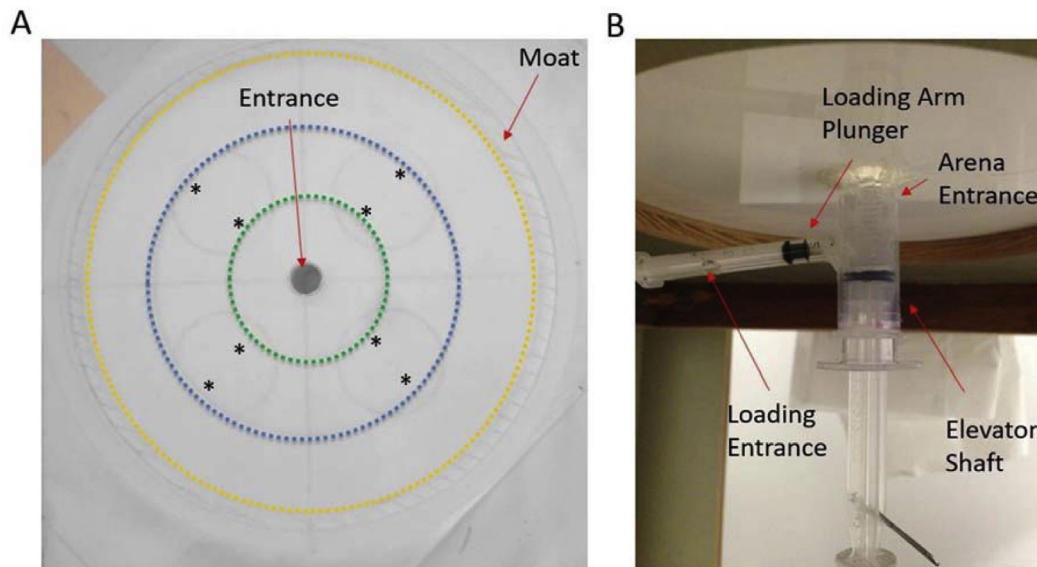 A
Moat
Entrance
*
*
*
*
*
*
*
*
B
Loading Arm
Plunger
Arena
Entrance
Loading
Entrance
Elevator
Shaft